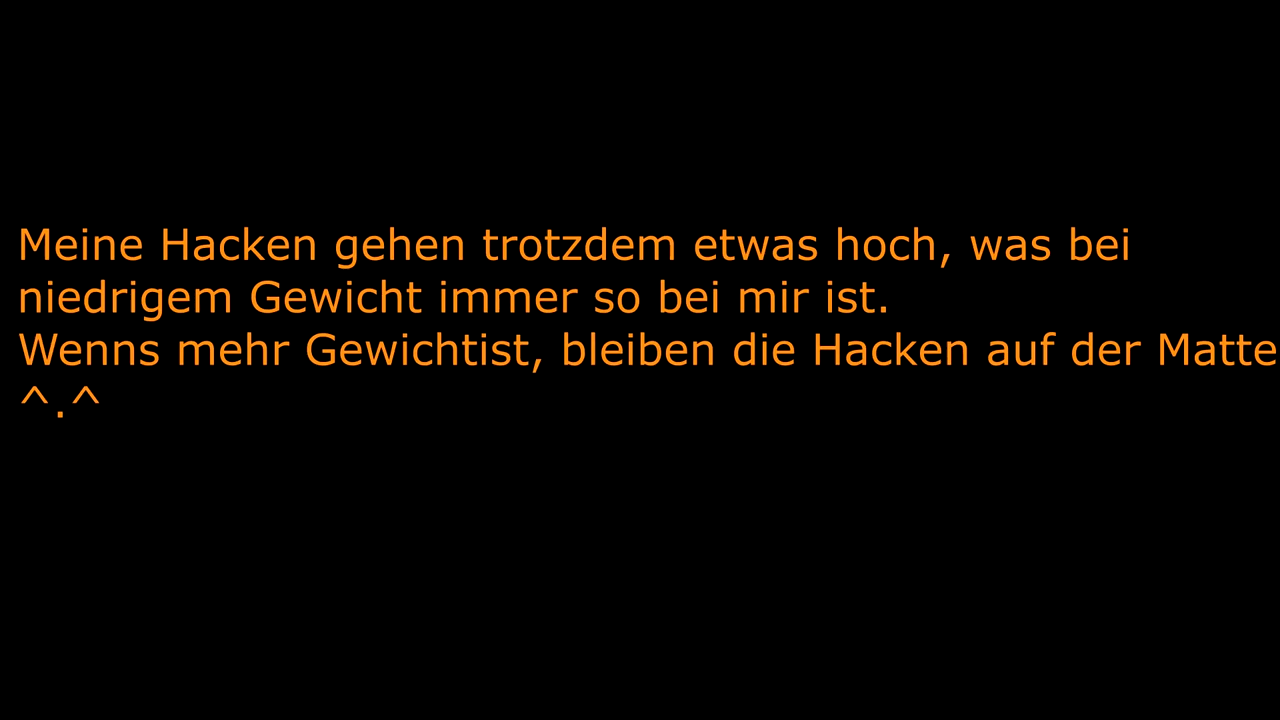 Meine Hacken gehen trotzdem etwas hoch, was bei
niedrigem Gewicht immer so bei mir ist.
Wenns mehr Gewichtist, bleiben die Hacken auf der Matte
^.^